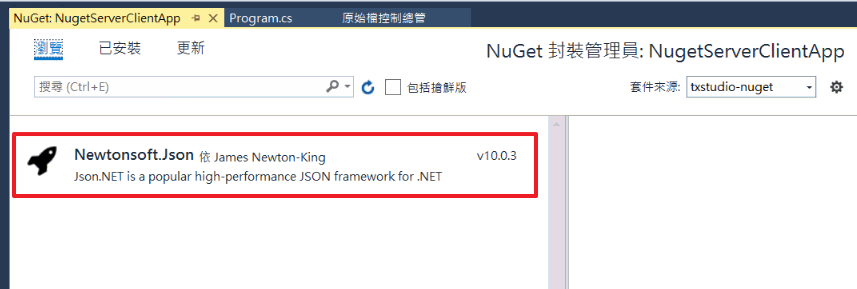 NuGet: NugetServerClientApp Program.cs 原始檔控制總管
瀏覽 已安裝 更新 NuGet 封裝管理員: NugetServerClientApp
搜尋 (Ctrl+E) 包括搶鮮版 套件來源: txstudio-nuget
Newtonsoft.Json 依 James Newton-King v10.0.3
Json.NET is a popular high-performance JSON framework for .NET